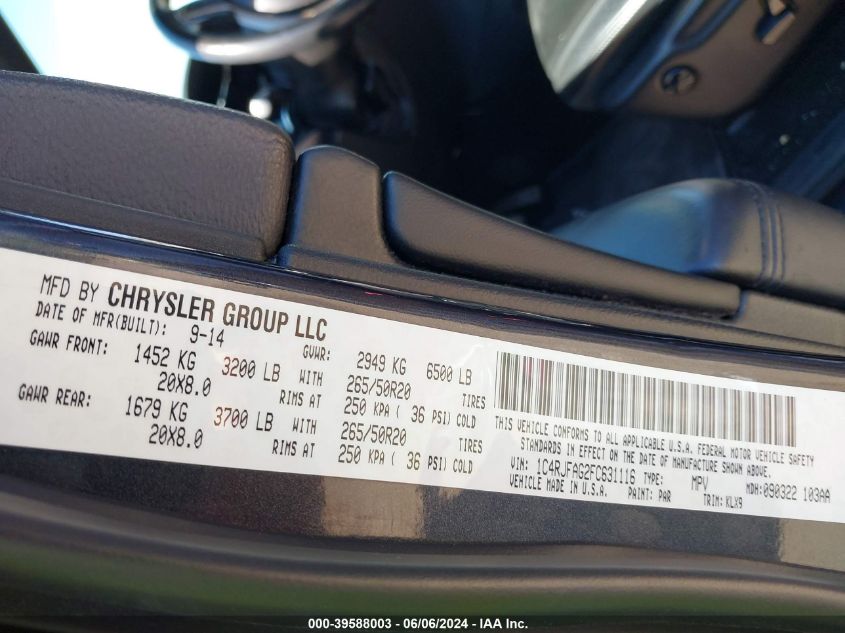 MFD BY CHRYSLER GROUP LLC
DATE OF MFR(BUILT): 9-14 GVWR: 2949 KG 6500 LB
GAWR FRONT: 1452 KG 3200 LB WITH 265/50R20 TIRES
20X8.0 RIMS AT 250 KPA ( 36 PSI) COLD
GAWR REAR: 1679 KG 3700 LB WITH 265/50R20 TIRES
20X8.0 RIMS AT 250 KPA ( 36 PSI) COLD
THIS VEHICLE CONFORMS TO ALL APPLICABLE U.S.A. FEDERAL MOTOR VEHICLE SAFETY
STANDARDS IN EFFECT ON THE DATE OF MANUFACTURE SHOWN ABOVE.
VIN: 1C4RJFAG2FC631116 TYPE: MPV MDH:090322 103AA
VEHICLE MADE IN U.S.A. PAINT: PAR TRIM: KLX9
000-39588003 — 06/06/2024 — IAA Inc.